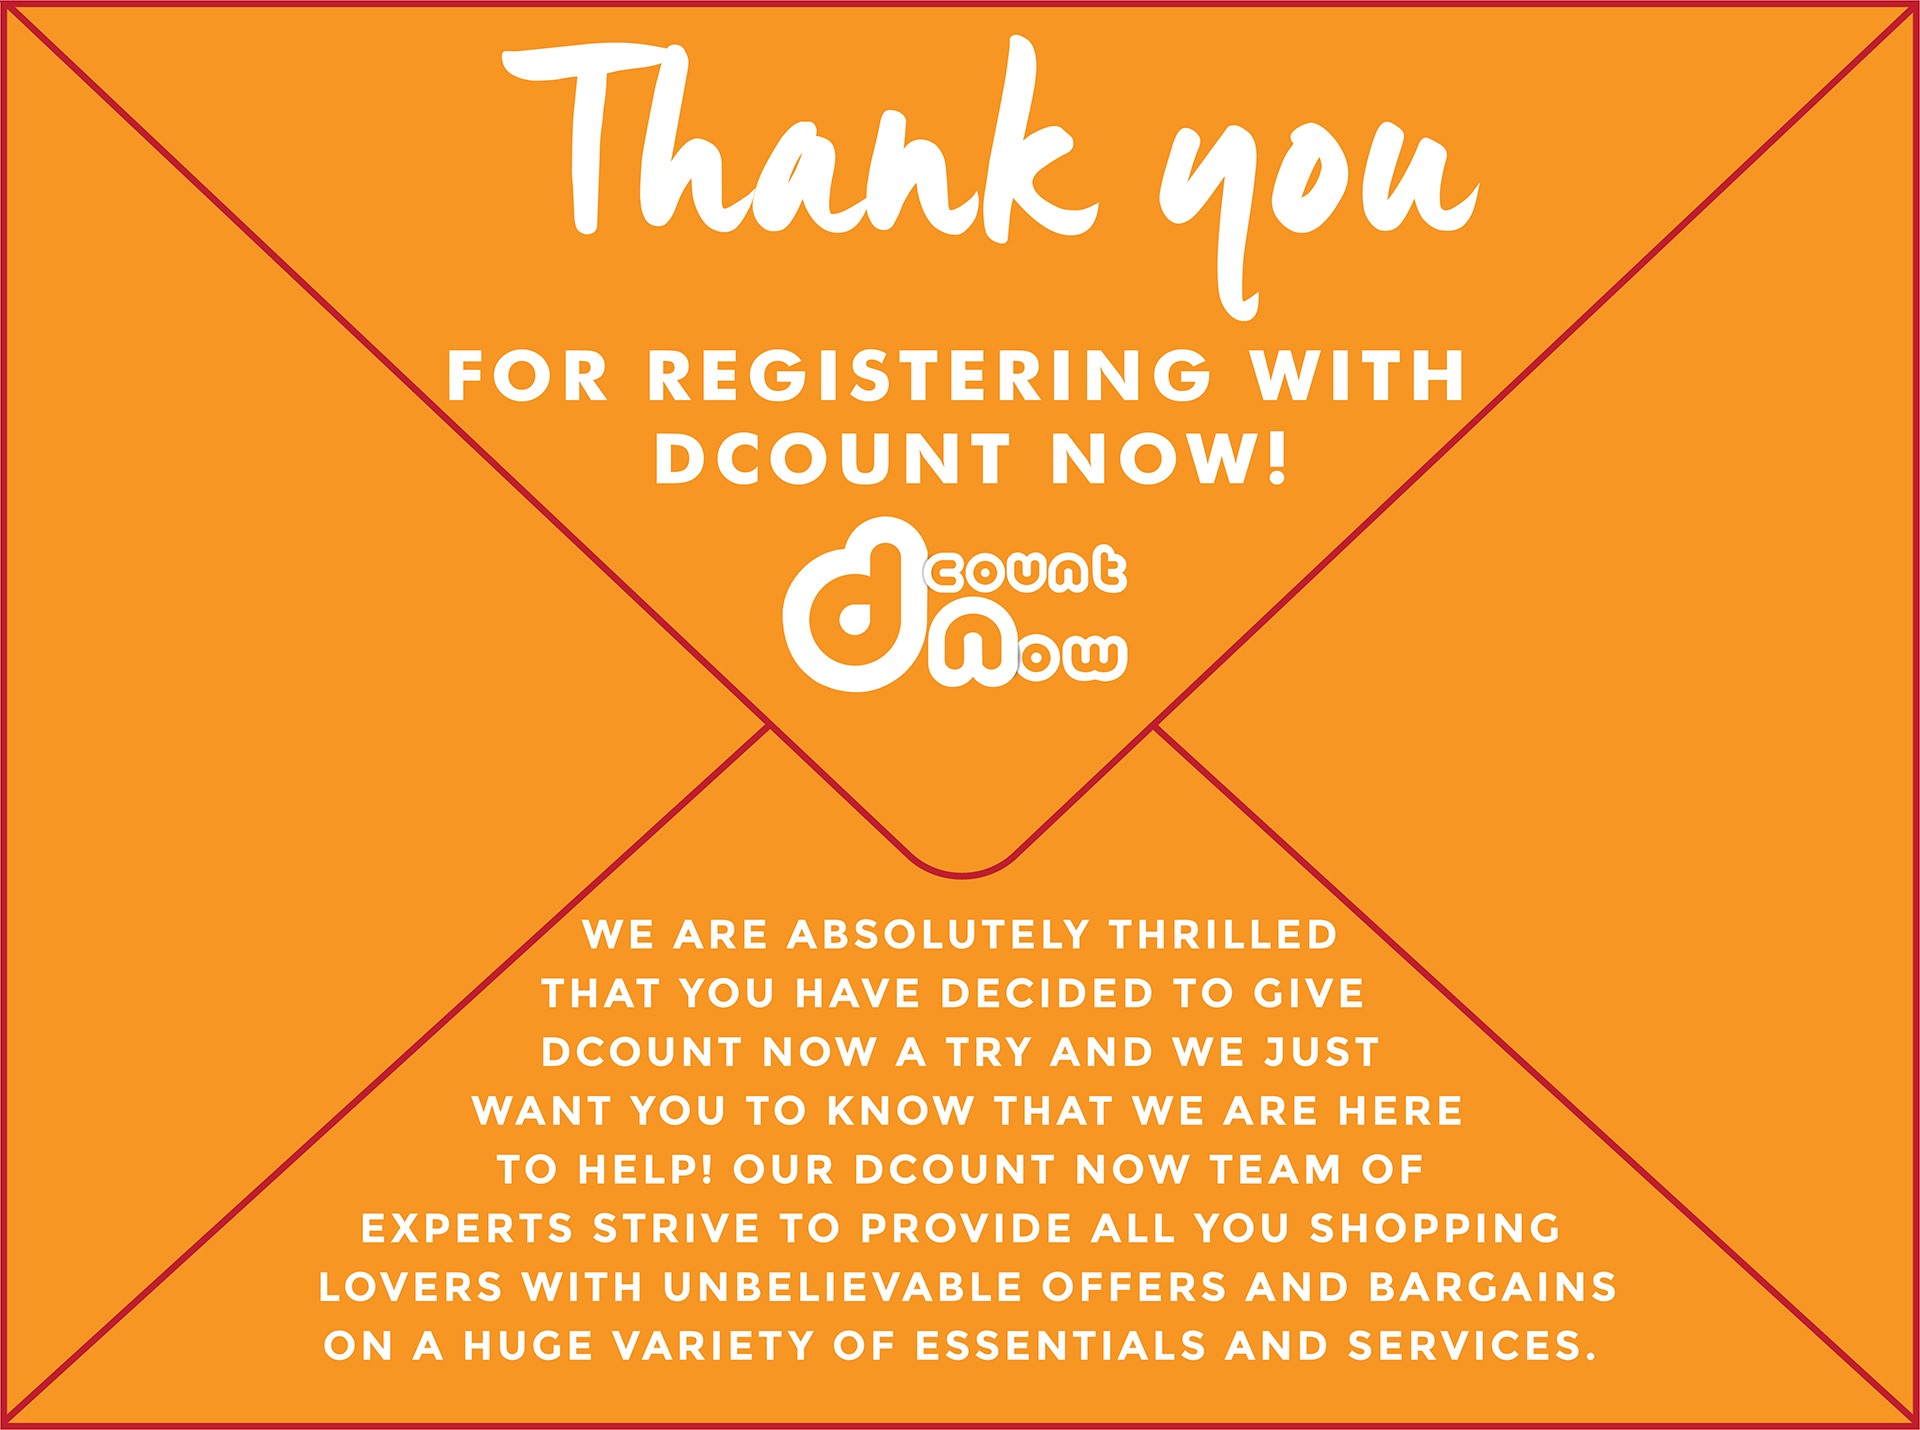 Thank you
FOR REGISTERING WITH
DCOUNT NOW!
dcount
now
WE ARE ABSOLUTELY THRILLED
THAT YOU HAVE DECIDED TO GIVE
DCOUNT NOW A TRY AND WE JUST
WANT YOU TO KNOW THAT WE ARE HERE
TO HELP! OUR DCOUNT NOW TEAM OF
EXPERTS STRIVE TO PROVIDE ALL YOU SHOPPING
LOVERS WITH UNBELIEVABLE OFFERS AND BARGAINS
ON A HUGE VARIETY OF ESSENTIALS AND SERVICES.